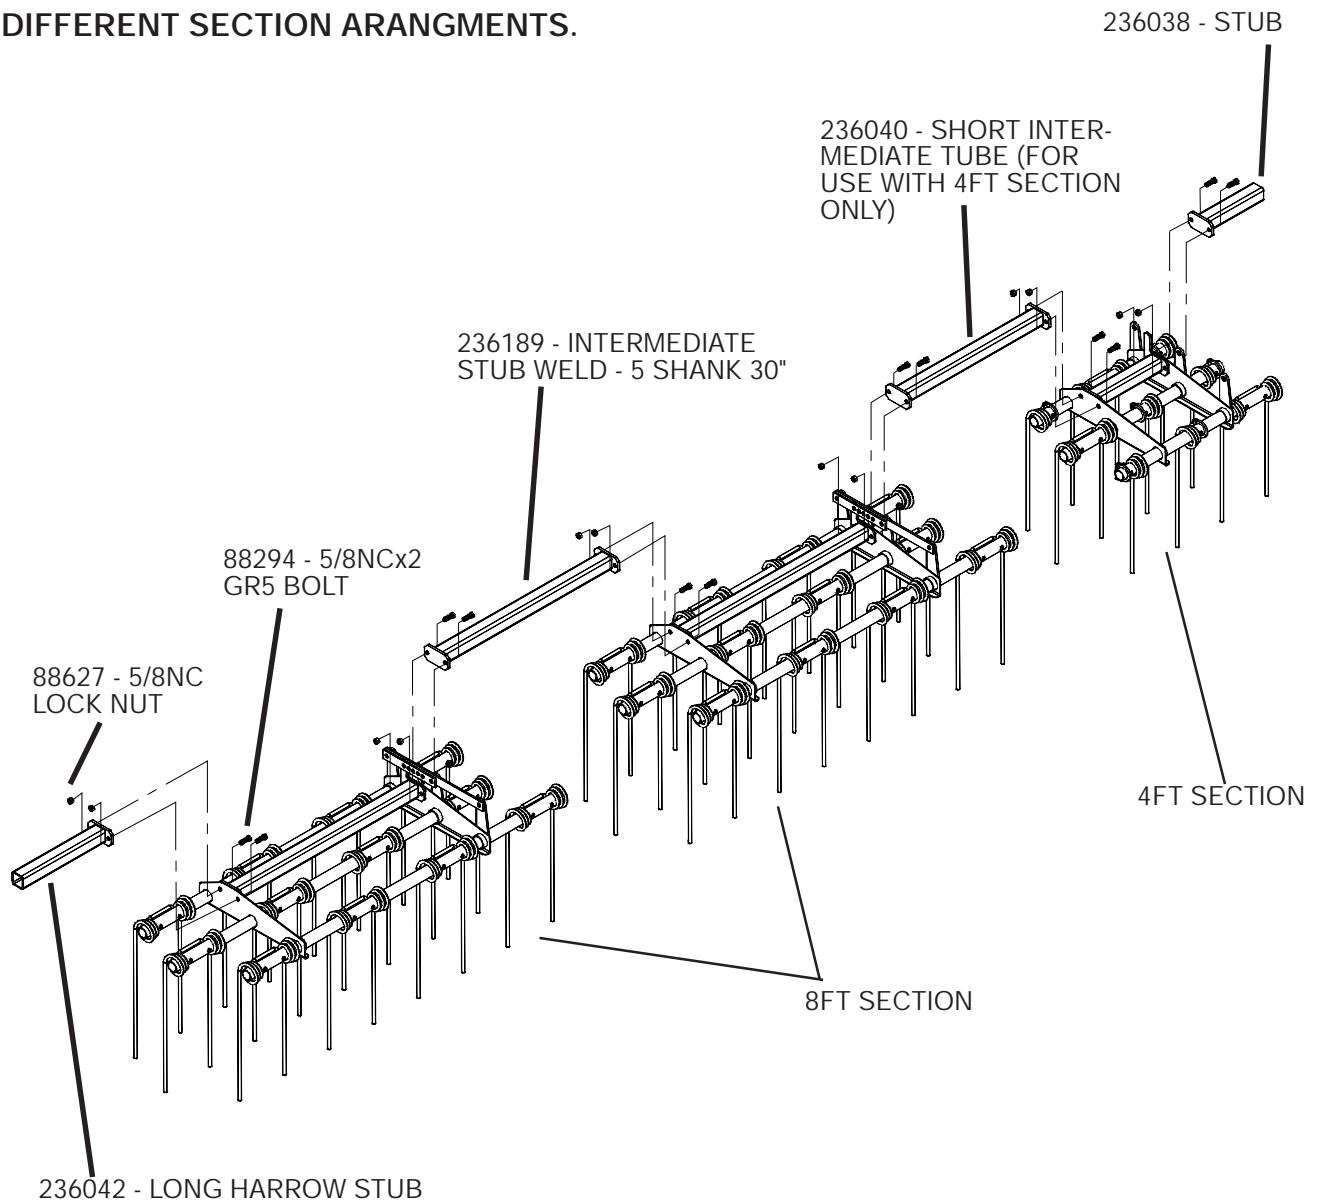 DIFFERENT SECTION ARANGMENTS.
236038 - STUB
236040 - SHORT INTER-
MEDIATE TUBE (FOR
USE WITH 4FT SECTION
ONLY)
236189 - INTERMEDIATE
STUB WELD - 5 SHANK 30"
88294 - 5/8NCx2
GR5 BOLT
88627 - 5/8NC
LOCK NUT
4FT SECTION
8FT SECTION
236042 - LONG HARROW STUB